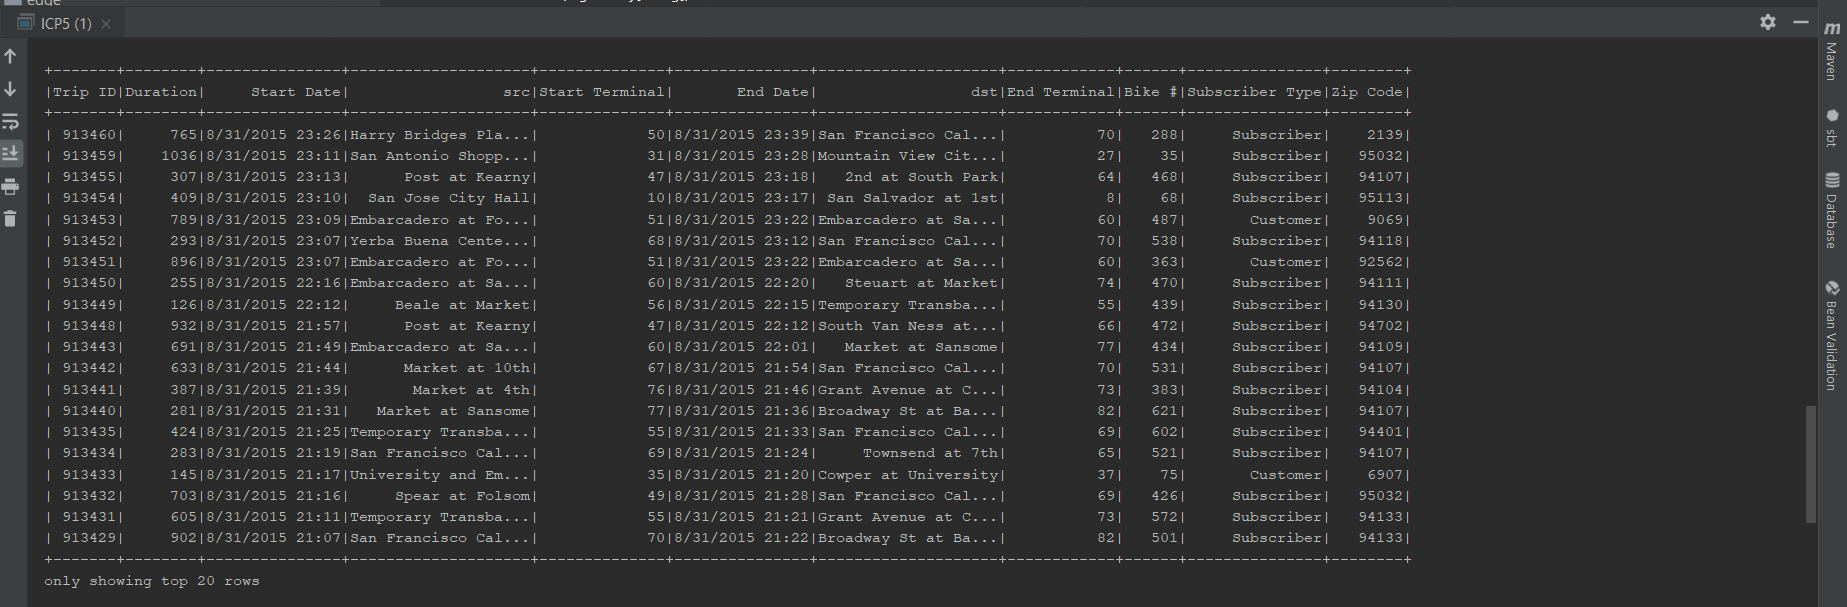 edge
ICP5 (1)
+-------+--------+---------------+--------------------+--------------+---------------+--------------------+------------+------+---------------+--------+
|Trip ID|Duration|     Start Date|                 src|Start Terminal|       End Date|                 dst|End Terminal|Bike #|Subscriber Type|Zip Code|
+-------+--------+---------------+--------------------+--------------+---------------+--------------------+------------+------+---------------+--------+
| 913460|     765|8/31/2015 23:26|Harry Bridges Pla...|            50|8/31/2015 23:39|San Francisco Cal...|          70|   288|     Subscriber|    2139|
| 913459|    1036|8/31/2015 23:11|San Antonio Shopp...|            31|8/31/2015 23:28|Mountain View Cit...|          27|    35|     Subscriber|   95032|
| 913455|     307|8/31/2015 23:13|      Post at Kearny|            47|8/31/2015 23:18|   2nd at South Park|          64|   468|     Subscriber|   94107|
| 913454|     409|8/31/2015 23:10|  San Jose City Hall|            10|8/31/2015 23:17| San Salvador at 1st|           8|    68|     Subscriber|   95113|
| 913453|     789|8/31/2015 23:09|Embarcadero at Fo...|            51|8/31/2015 23:22|Embarcadero at Sa...|          60|   487|       Customer|    9069|
| 913452|     293|8/31/2015 23:07|Yerba Buena Cente...|            68|8/31/2015 23:12|San Francisco Cal...|          70|   538|     Subscriber|   94118|
| 913451|     896|8/31/2015 23:07|Embarcadero at Fo...|            51|8/31/2015 23:22|Embarcadero at Sa...|          60|   363|       Customer|   92562|
| 913450|     255|8/31/2015 22:16|Embarcadero at Sa...|            60|8/31/2015 22:20|   Steuart at Market|          74|   470|     Subscriber|   94111|
| 913449|     126|8/31/2015 22:12|     Beale at Market|            56|8/31/2015 22:15|Temporary Transba...|          55|   439|     Subscriber|   94130|
| 913448|     932|8/31/2015 21:57|      Post at Kearny|            47|8/31/2015 22:12|South Van Ness at...|          66|   472|     Subscriber|   94702|
| 913443|     691|8/31/2015 21:49|Embarcadero at Sa...|            60|8/31/2015 22:01|   Market at Sansome|          77|   434|     Subscriber|   94109|
| 913442|     633|8/31/2015 21:44|      Market at 10th|            67|8/31/2015 21:54|San Francisco Cal...|          70|   531|     Subscriber|   94107|
| 913441|     387|8/31/2015 21:39|       Market at 4th|            76|8/31/2015 21:46|Grant Avenue at C...|          73|   383|     Subscriber|   94104|
| 913440|     281|8/31/2015 21:31|   Market at Sansome|            77|8/31/2015 21:36|Broadway St at Ba...|          82|   621|     Subscriber|   94107|
| 913435|     424|8/31/2015 21:25|Temporary Transba...|            55|8/31/2015 21:33|San Francisco Cal...|          69|   602|     Subscriber|   94401|
| 913434|     283|8/31/2015 21:19|San Francisco Cal...|            69|8/31/2015 21:24|     Townsend at 7th|          65|   521|     Subscriber|   94107|
| 913433|     145|8/31/2015 21:17|University and Em...|            35|8/31/2015 21:20|Cowper at University|          37|    75|       Customer|    6907|
| 913432|     703|8/31/2015 21:16|     Spear at Folsom|            49|8/31/2015 21:28|San Francisco Cal...|          69|   426|     Subscriber|   95032|
| 913431|     605|8/31/2015 21:11|Temporary Transba...|            55|8/31/2015 21:21|Grant Avenue at C...|          73|   572|     Subscriber|   94133|
| 913429|     902|8/31/2015 21:07|San Francisco Cal...|            70|8/31/2015 21:22|Broadway St at Ba...|          82|   501|     Subscriber|   94133|
+-------+--------+---------------+--------------------+--------------+---------------+--------------------+------------+------+---------------+--------+
only showing top 20 rows
m
Maven
sbt
Database
Bean Validation